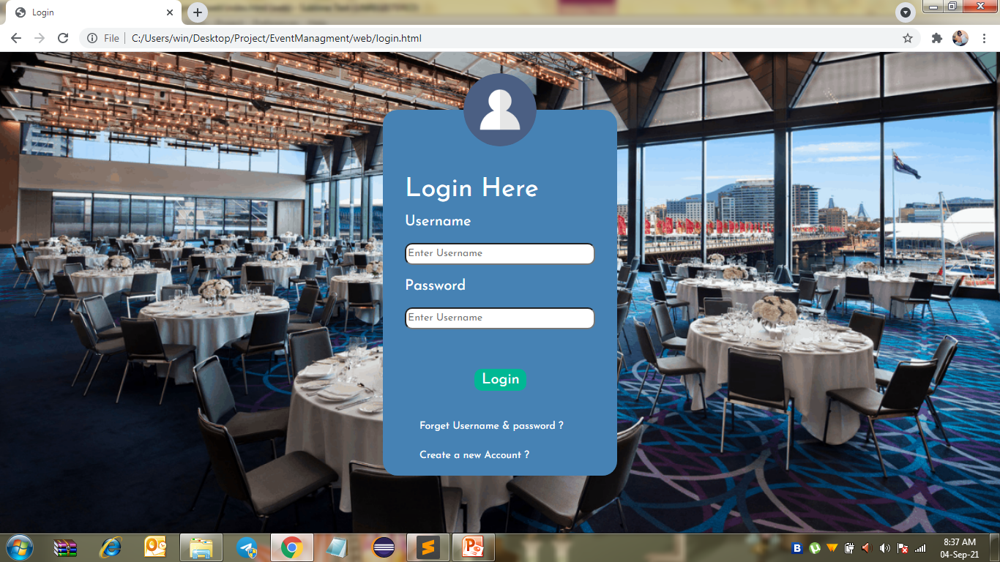 Login
File
C:/Users/win/Desktop/Project/EventManagment/web/login.html
Login Here
Username
Enter Username
Password
Enter Username
Login
Forget Username & password ?
Create a new Account ?
8:37 AM
04-Sep-21